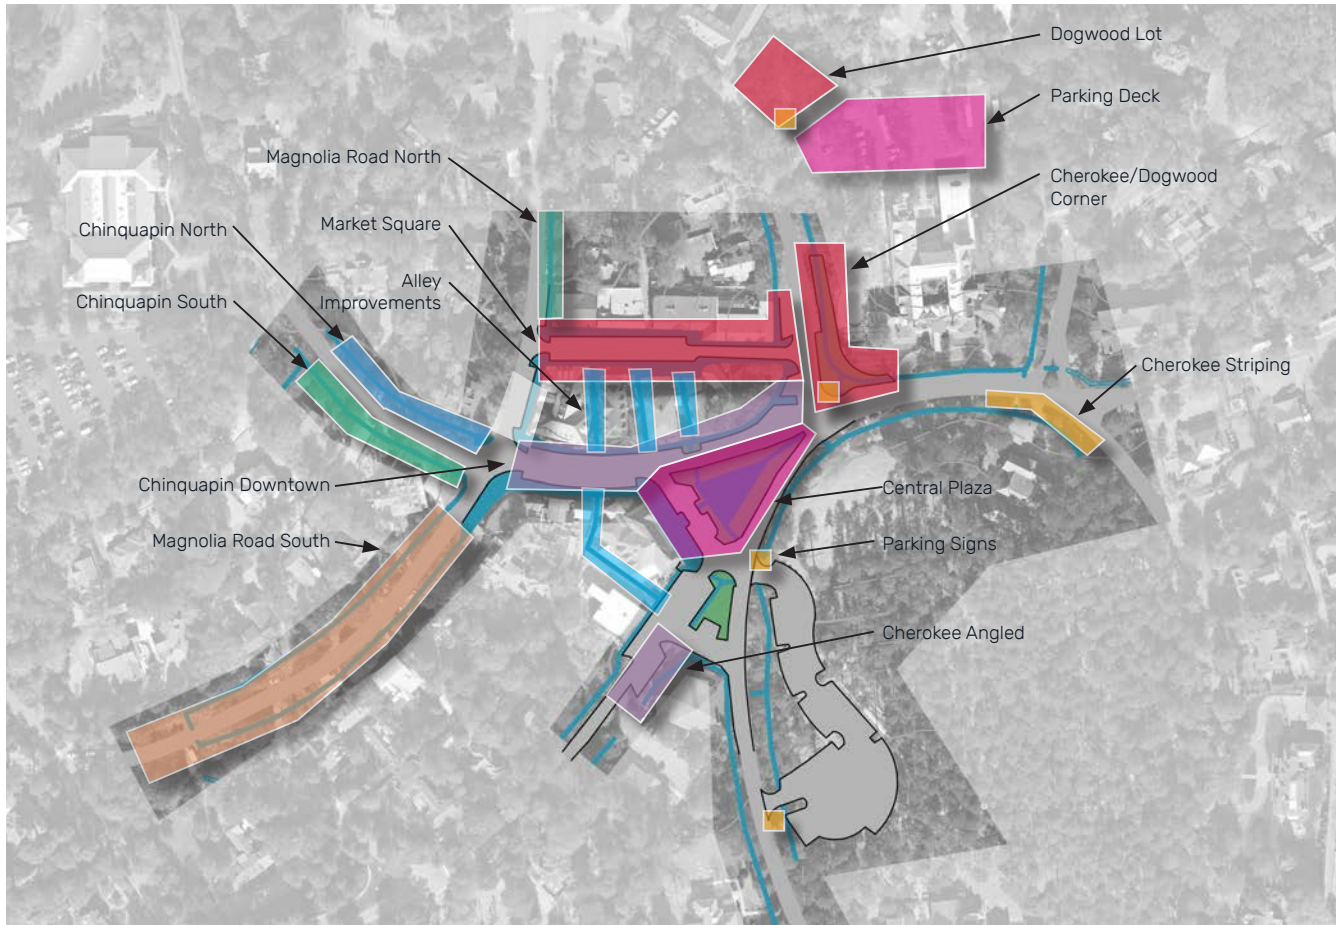 Dogwood Lot
Parking Deck
Magnolia Road North
Cherokee/Dogwood
Corner
Market Square
Chinquapin North
Alley
Improvements
Chinquapin South
Cherokee Striping
Chinquapin Downtown
Central Plaza
Magnolia Road South
Parking Signs
Cherokee Angled